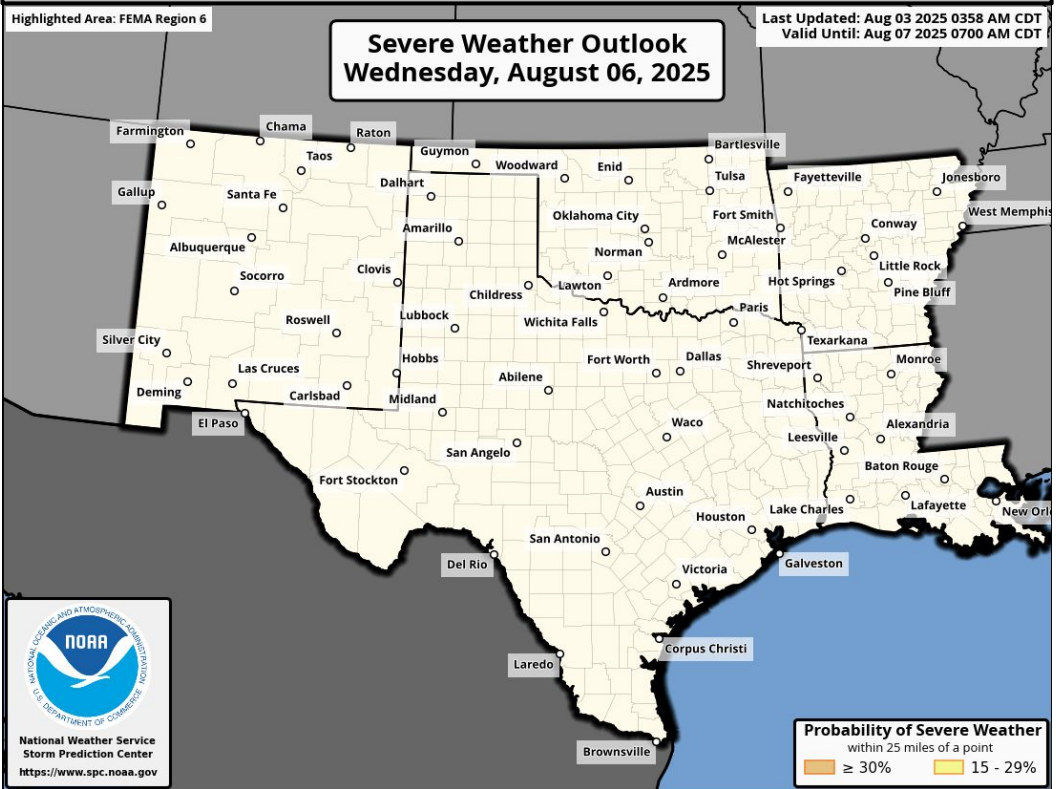 Highlighted Area: FEMA Region 6
Last Updated: Aug 03 2025 0358 AM CDT
Valid Until: Aug 07 2025 0700 AM CDT
Severe Weather Outlook
Wednesday, August 06, 2025
Farmington
Chama
Raton
Taos
Guymon
Woodward
Enid
Bartlesville
Tulsa
Fayetteville
Jonesboro
Gallup
Santa Fe
Dalhart
Oklahoma City
Fort Smith
West Memphis
Albuquerque
Amarillo
Norman
McAlester
Conway
Socorro
Clovis
Childress
Lawton
Ardmore
Hot Springs
Little Rock
Pine Bluff
Roswell
Lubbock
Wichita Falls
Paris
Silver City
Texarkana
Las Cruces
Hobbs
Fort Worth
Dallas
Shreveport
Monroe
Deming
Carlsbad
Midland
Abilene
Natchitoches
El Paso
Waco
Leesville
Alexandria
San Angelo
Fort Stockton
Baton Rouge
Austin
Houston
Lake Charles
Lafayette
New Orl
San Antonio
Del Rio
Victoria
Galveston
Laredo
Corpus Christi
Brownsville
NATIONAL OCEANIC AND ATMOSPHERIC ADMINISTRATION
NOAA
U.S. DEPARTMENT OF COMMERCE
National Weather Service
Storm Prediction Center
https://www.spc.noaa.gov
Probability of Severe Weather
within 25 miles of a point
≥ 30%
15 - 29%